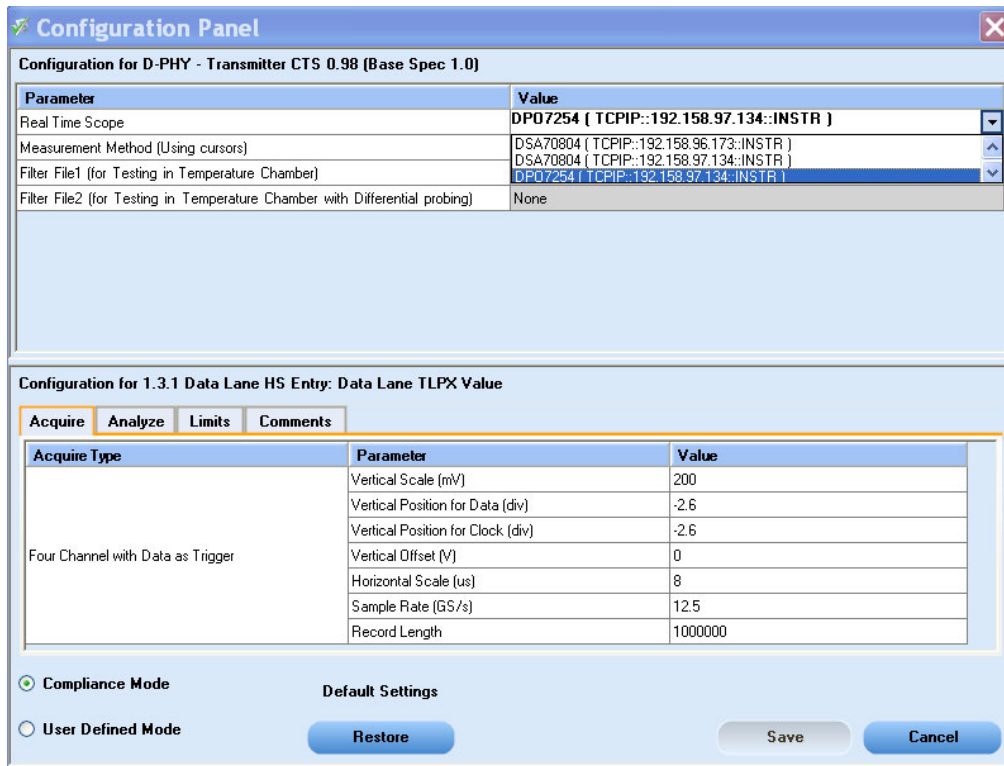 Configuration Panel
Configuration for D-PHY - Transmitter CTS 0.98 (Base Spec 1.0)
Parameter Value
Real Time Scope DPO7254 ( TCPIP::192.158.97.134::INSTR )
Measurement Method (Using cursors) DSA70804 ( TCPIP::192.158.96.173::INSTR )
DSA70804 ( TCPIP::192.158.97.134::INSTR )
Filter File1 (for Testing in Temperature Chamber) DPO7254 ( TCPIP::192.158.97.134::INSTR )
Filter File2 (for Testing in Temperature Chamber with Differential probing) None
Configuration for 1.3.1 Data Lane HS Entry: Data Lane TLPX Value
Acquire Analyze Limits Comments
Acquire Type Parameter Value
Vertical Scale (mV) 200
Vertical Position for Data (div) -2.6
Vertical Position for Clock (div) -2.6
Four Channel with Data as Trigger Vertical Offset (V) 0
Horizontal Scale (us) 8
Sample Rate (GS/s) 12.5
Record Length 1000000
Compliance Mode Default Settings
User Defined Mode Restore Save Cancel